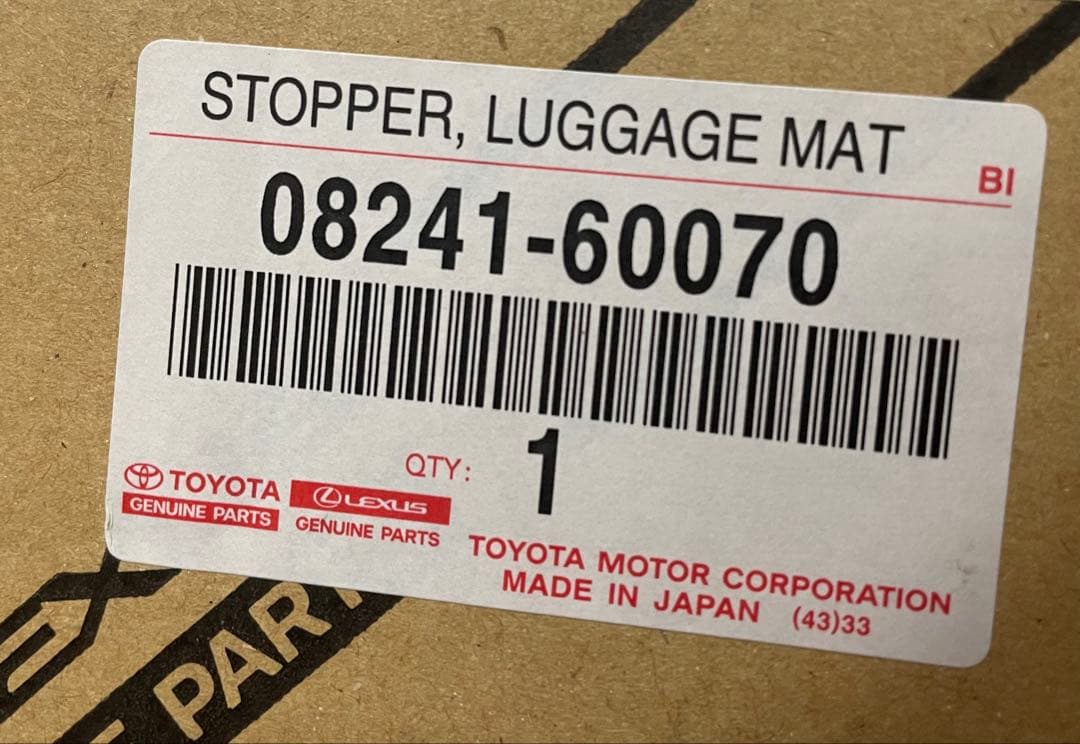 STOPPER, LUGGAGE MAT
BI
08241-60070
QTY: 1
TOYOTA
GENUINE PARTS
LEXUS
GENUINE PARTS
TOYOTA MOTOR CORPORATION
MADE IN JAPAN (43)33
PART